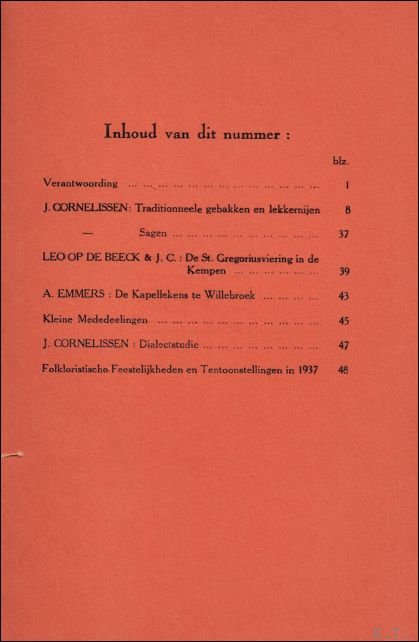 Inhoud van dit nummer :
blz.
Verantwoording ... ... ... ... ... ... ... ... ... ... ... ... ... 1
J. CORNELISSEN: Traditionneele gebakken en lekkernijen 8
— Sagen ... ... ... ... ... ... ... ... ... ... 37
LEO OP DE BEECK & J. C. : De St. Gregoriusviering in de
Kempen ... ... ... ... ... ... 39
A. EMMERS : De Kapellekens te Willebroek ... ... ... ... 43
Kleine Mededeelingen ... ... ... ... ... ... ... ... ... ... ... 45
J. CORNELISSEN : Dialectstudie ... ... ... ... ... ... ... ... 47
Folkloristische Feestelijkheden en Tentoonstellingen in 1937 48